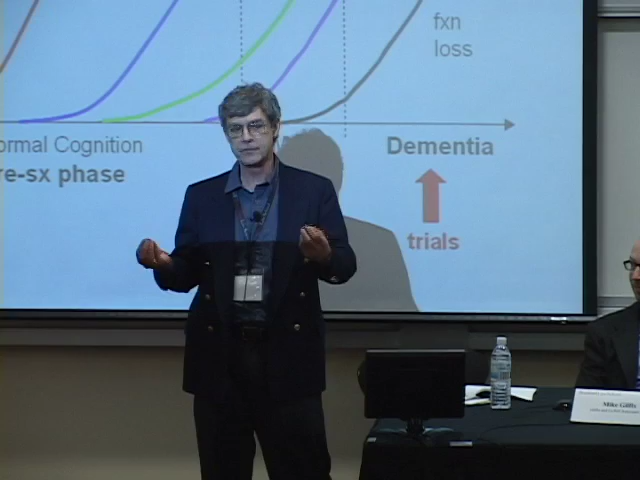 fxn
loss
ormal Cognition
re-sx phase
Dementia
trials
Mike Gillis